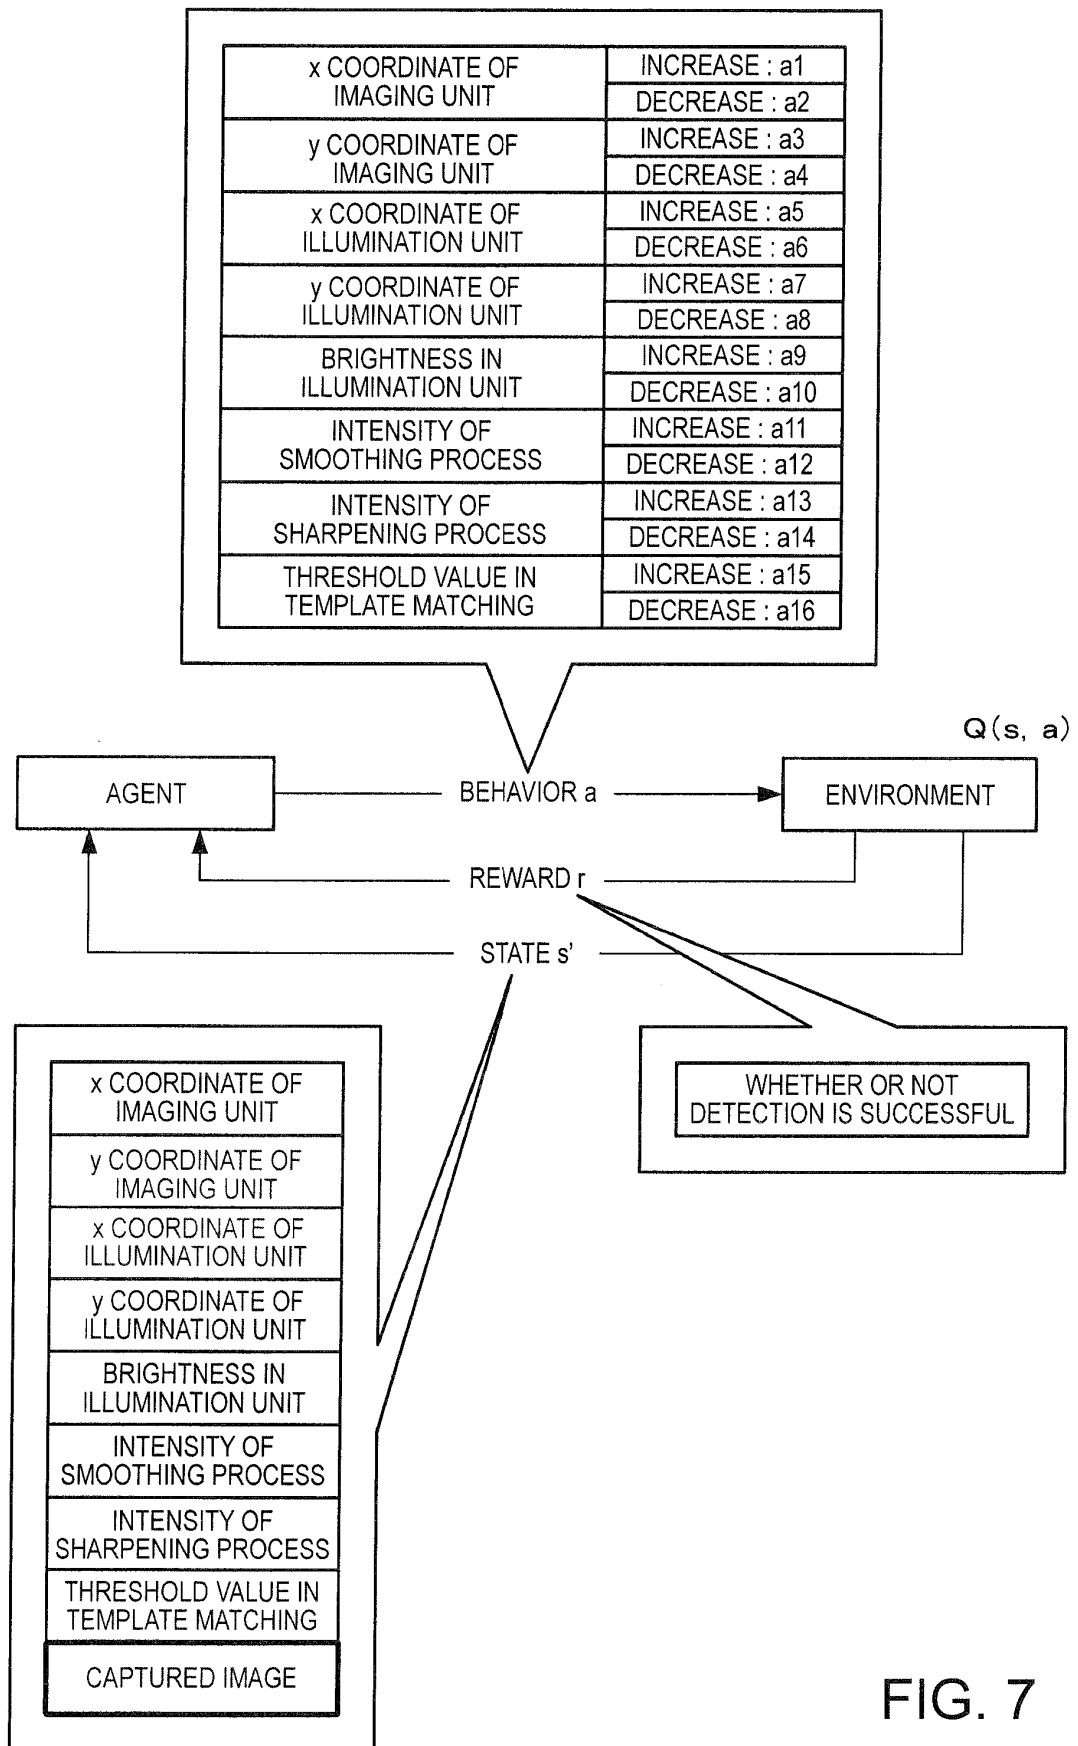 x COORDINATE OF
IMAGING UNIT
INCREASE : a1
DECREASE : a2
y COORDINATE OF
IMAGING UNIT
INCREASE : a3
DECREASE : a4
x COORDINATE OF
ILLUMINATION UNIT
INCREASE : a5
DECREASE : a6
y COORDINATE OF
ILLUMINATION UNIT
INCREASE : a7
DECREASE : a8
BRIGHTNESS IN
ILLUMINATION UNIT
INCREASE : a9
DECREASE : a10
INTENSITY OF
SMOOTHING PROCESS
INCREASE : a11
DECREASE : a12
INTENSITY OF
SHARPENING PROCESS
INCREASE : a13
DECREASE : a14
THRESHOLD VALUE IN
TEMPLATE MATCHING
INCREASE : a15
DECREASE : a16
Q(s, a)
AGENT
BEHAVIOR a
ENVIRONMENT
REWARD r
STATE s'
WHETHER OR NOT
DETECTION IS SUCCESSFUL
x COORDINATE OF
IMAGING UNIT
y COORDINATE OF
IMAGING UNIT
x COORDINATE OF
ILLUMINATION UNIT
y COORDINATE OF
ILLUMINATION UNIT
BRIGHTNESS IN
ILLUMINATION UNIT
INTENSITY OF
SMOOTHING PROCESS
INTENSITY OF
SHARPENING PROCESS
THRESHOLD VALUE IN
TEMPLATE MATCHING
CAPTURED IMAGE
FIG. 7